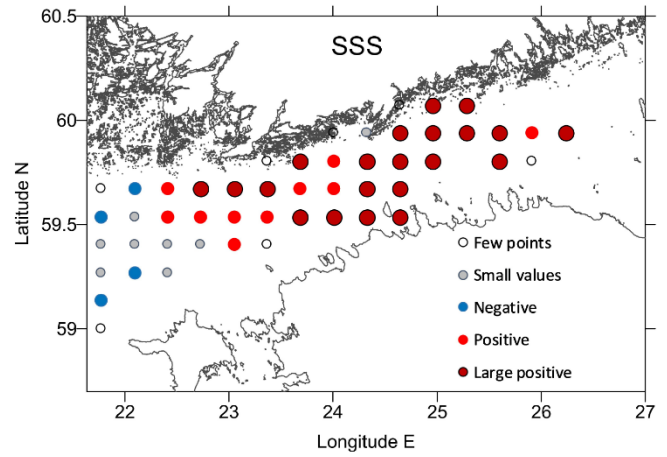 60.5
SSS
60
Latitude N
59.5
Few points
Small values
Negative
59
Positive
Large positive
22
23
24
25
26
27
Longitude E